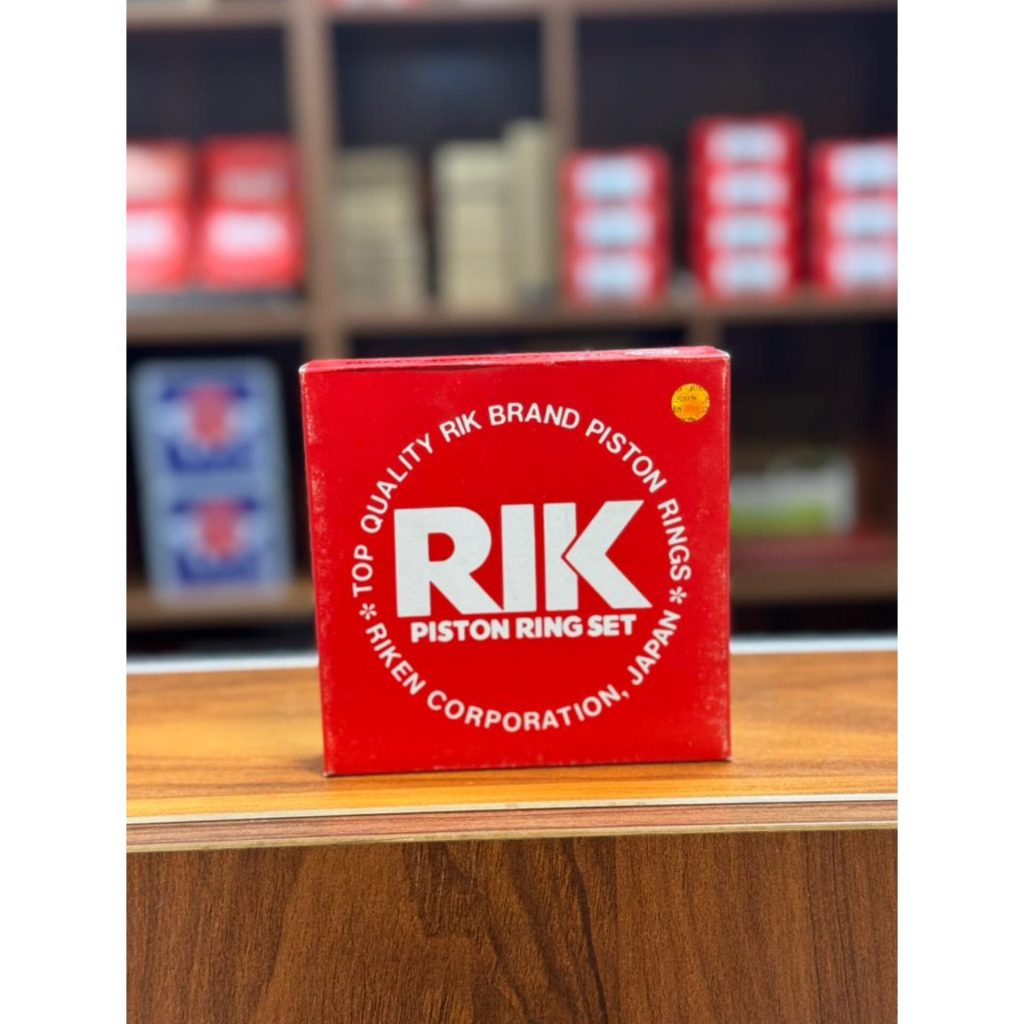 * TOP QUALITY RIK BRAND PISTON RINGS *
RIK
PISTON RING SET
RIKEN CORPORATION, JAPAN